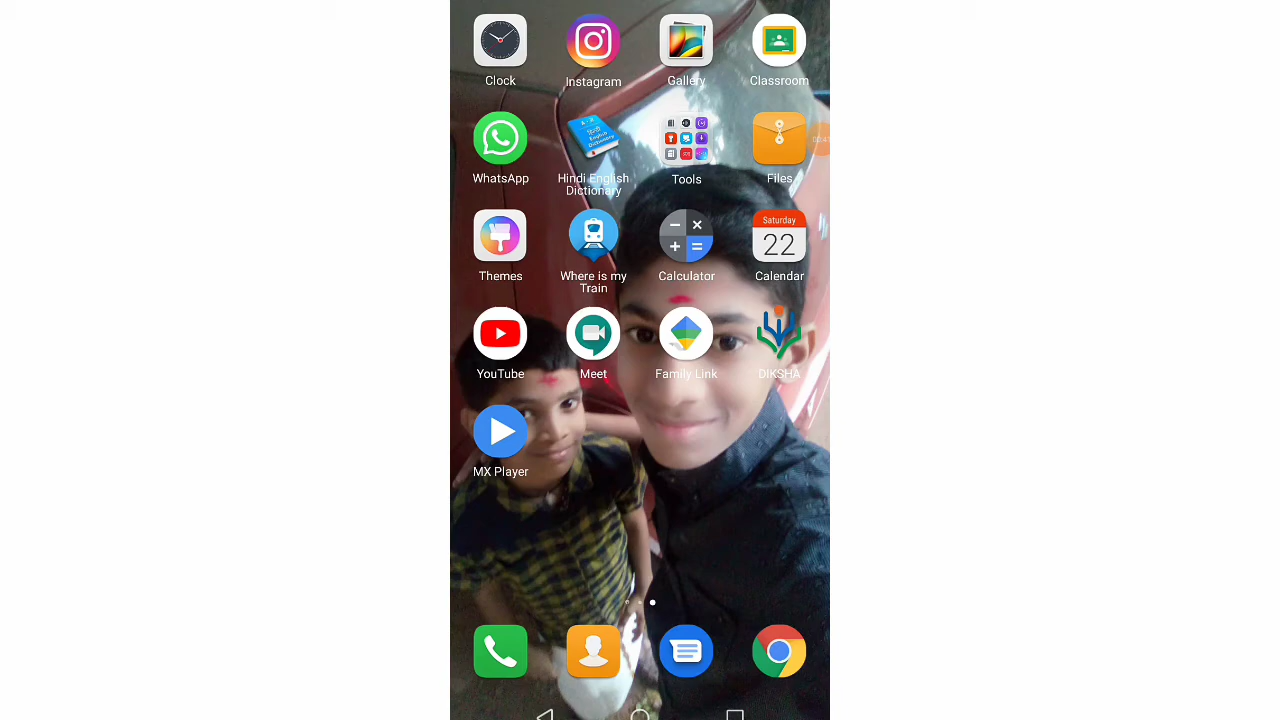 Clock
Instagram
Gallery
Classroom
WhatsApp
Hindi English
Dictionary
Tools
Files
Themes
Where is my
Train
Calculator
Saturday
22
Calendar
YouTube
Meet
Family Link
DIKSHA
MX Player